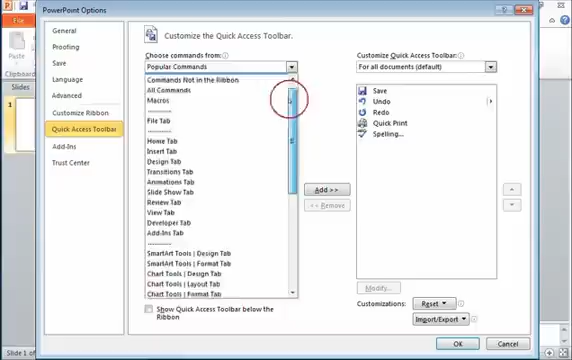 PowerPoint Options
File
Paste
Clipboard
Slides
1
Slide 1
General
Proofing
Save
Language
Advanced
Customize Ribbon
Quick Access Toolbar
Add-Ins
Trust Center
Customize the Quick Access Toolbar.
Choose commands from:
Popular Commands
Commands Not in the Ribbon
All Commands
Macros
File Tab
Home Tab
Insert Tab
Design Tab
Transitions Tab
Animations Tab
Slide Show Tab
Review Tab
View Tab
Developer Tab
Add-Ins Tab
SmartArt Tools | Design Tab
SmartArt Tools | Format Tab
Chart Tools | Design Tab
Chart Tools | Layout Tab
Chart Tools | Format Tab
Show Quick Access Toolbar below the
Ribbon
Add >>
<< Remove
Customize Quick Access Toolbar:
For all documents (default)
Save
Undo
Redo
Quick Print
Spelling...
Modify...
Customizations:
Reset
Import/Export
OK
Cancel